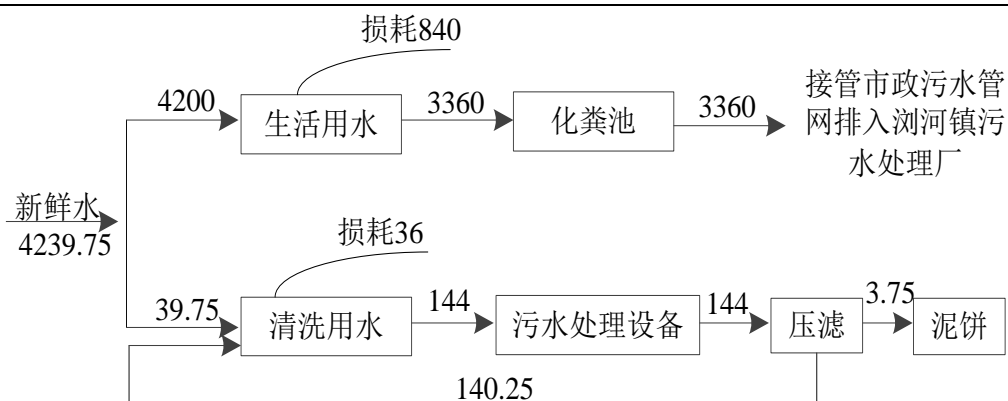 损耗840
4200
生活用水
3360
化粪池
3360
接管市政污水管
网排入浏河镇污
水处理厂
新鲜水
4239.75
损耗36
39.75
清洗用水
144
污水处理设备
144
压滤
3.75
泥饼
140.25